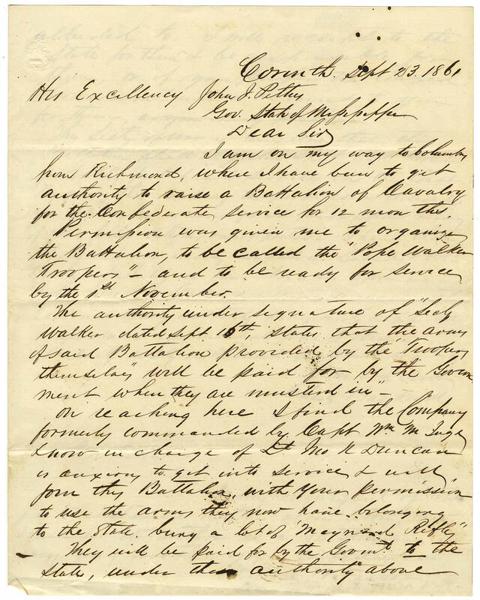 Corinth. Sept 23. 1861
His Excellency John J. Pettus
Gov. State of Mississippi
Dear Sir
I am on my way to Columbus
from Richmond, where I have been to get
authority to raise a Battalion of Cavalry
for the Confederate service for 12 months.
Permission was given me to organize
the Battalion, to be called the "Pope Walker
Troopers" - and to be ready for service
by the 1st November.
The authority under signature of "Secty
Walker dated Sept 16th, states that the arms
of said Battalion provided by the "Troopers
themselves" will be paid for by the Govern
ment when they are mustered in" -
On reaching here I find the Company
formerly commanded by Capt Wm M. Inge
& now in charge of Lt Jno N Duncan
is anxious to get into service & will
join this Battalion, with your permission
to use the arms they now have belonging
to the State. being a lot of "Maynard Rifles"
They will be paid for by the Govmt to the
State, under the authority above